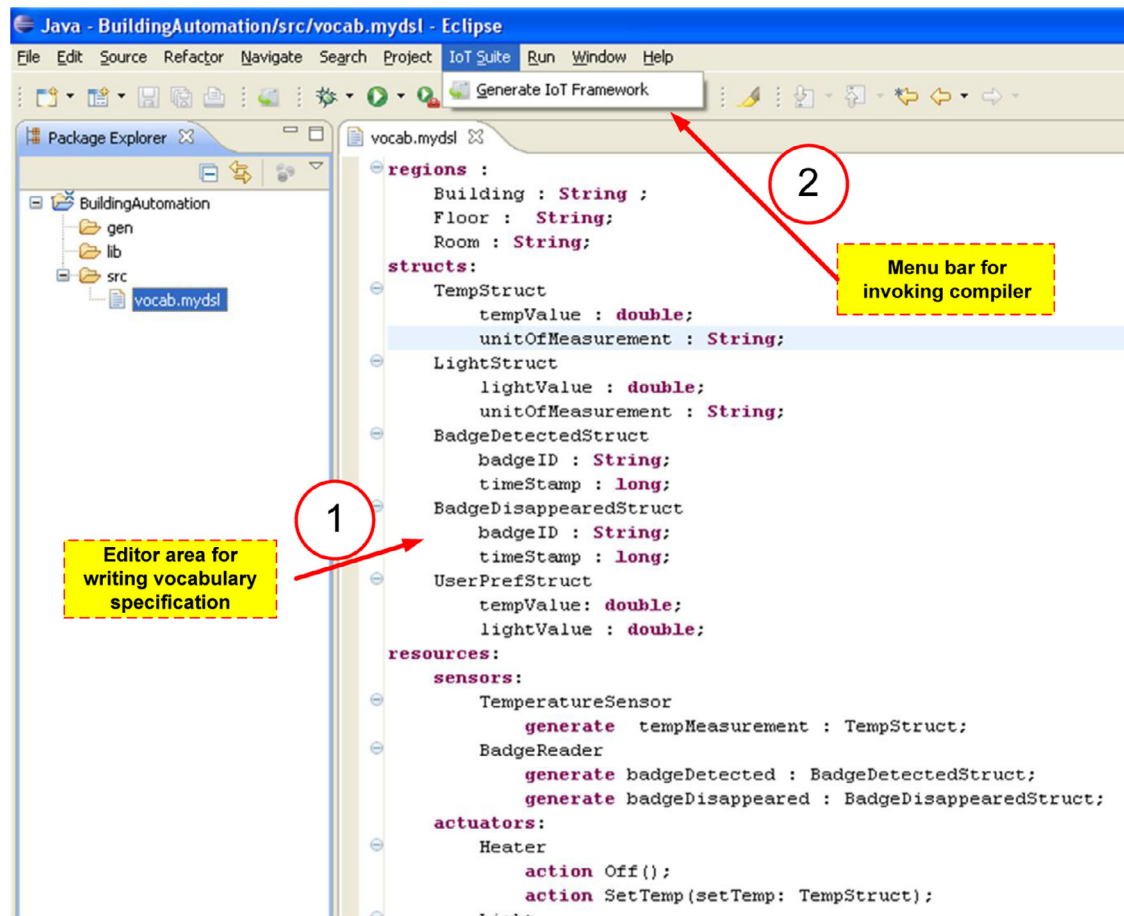 Java - BuildingAutomation/src/vocab.mydsl - Eclipse
File Edit Source Refactor Navigate Search Project IoT Suite Run Window Help
Generate IoT Framework
Package Explorer
vocab.mydsl
BuildingAutomation
gen
lib
src
vocab.mydsl
regions :
Building : String ;
Floor :  String;
Room : String;
structs:
TempStruct
tempValue : double;
unitOfMeasurement : String;
LightStruct
lightValue : double;
unitOfMeasurement : String;
BadgeDetectedStruct
badgeID : String;
timeStamp : long;
BadgeDisappearedStruct
badgeID : String;
timeStamp : long;
UserPrefStruct
tempValue: double;
lightValue : double;
resources:
sensors:
TemperatureSensor
generate  tempMeasurement : TempStruct;
BadgeReader
generate badgeDetected : BadgeDetectedStruct;
generate badgeDisappeared : BadgeDisappearedStruct;
actuators:
Heater
action Off();
action SetTemp(setTemp: TempStruct);
2
Menu bar for
invoking compiler
1
Editor area for
writing vocabulary
specification